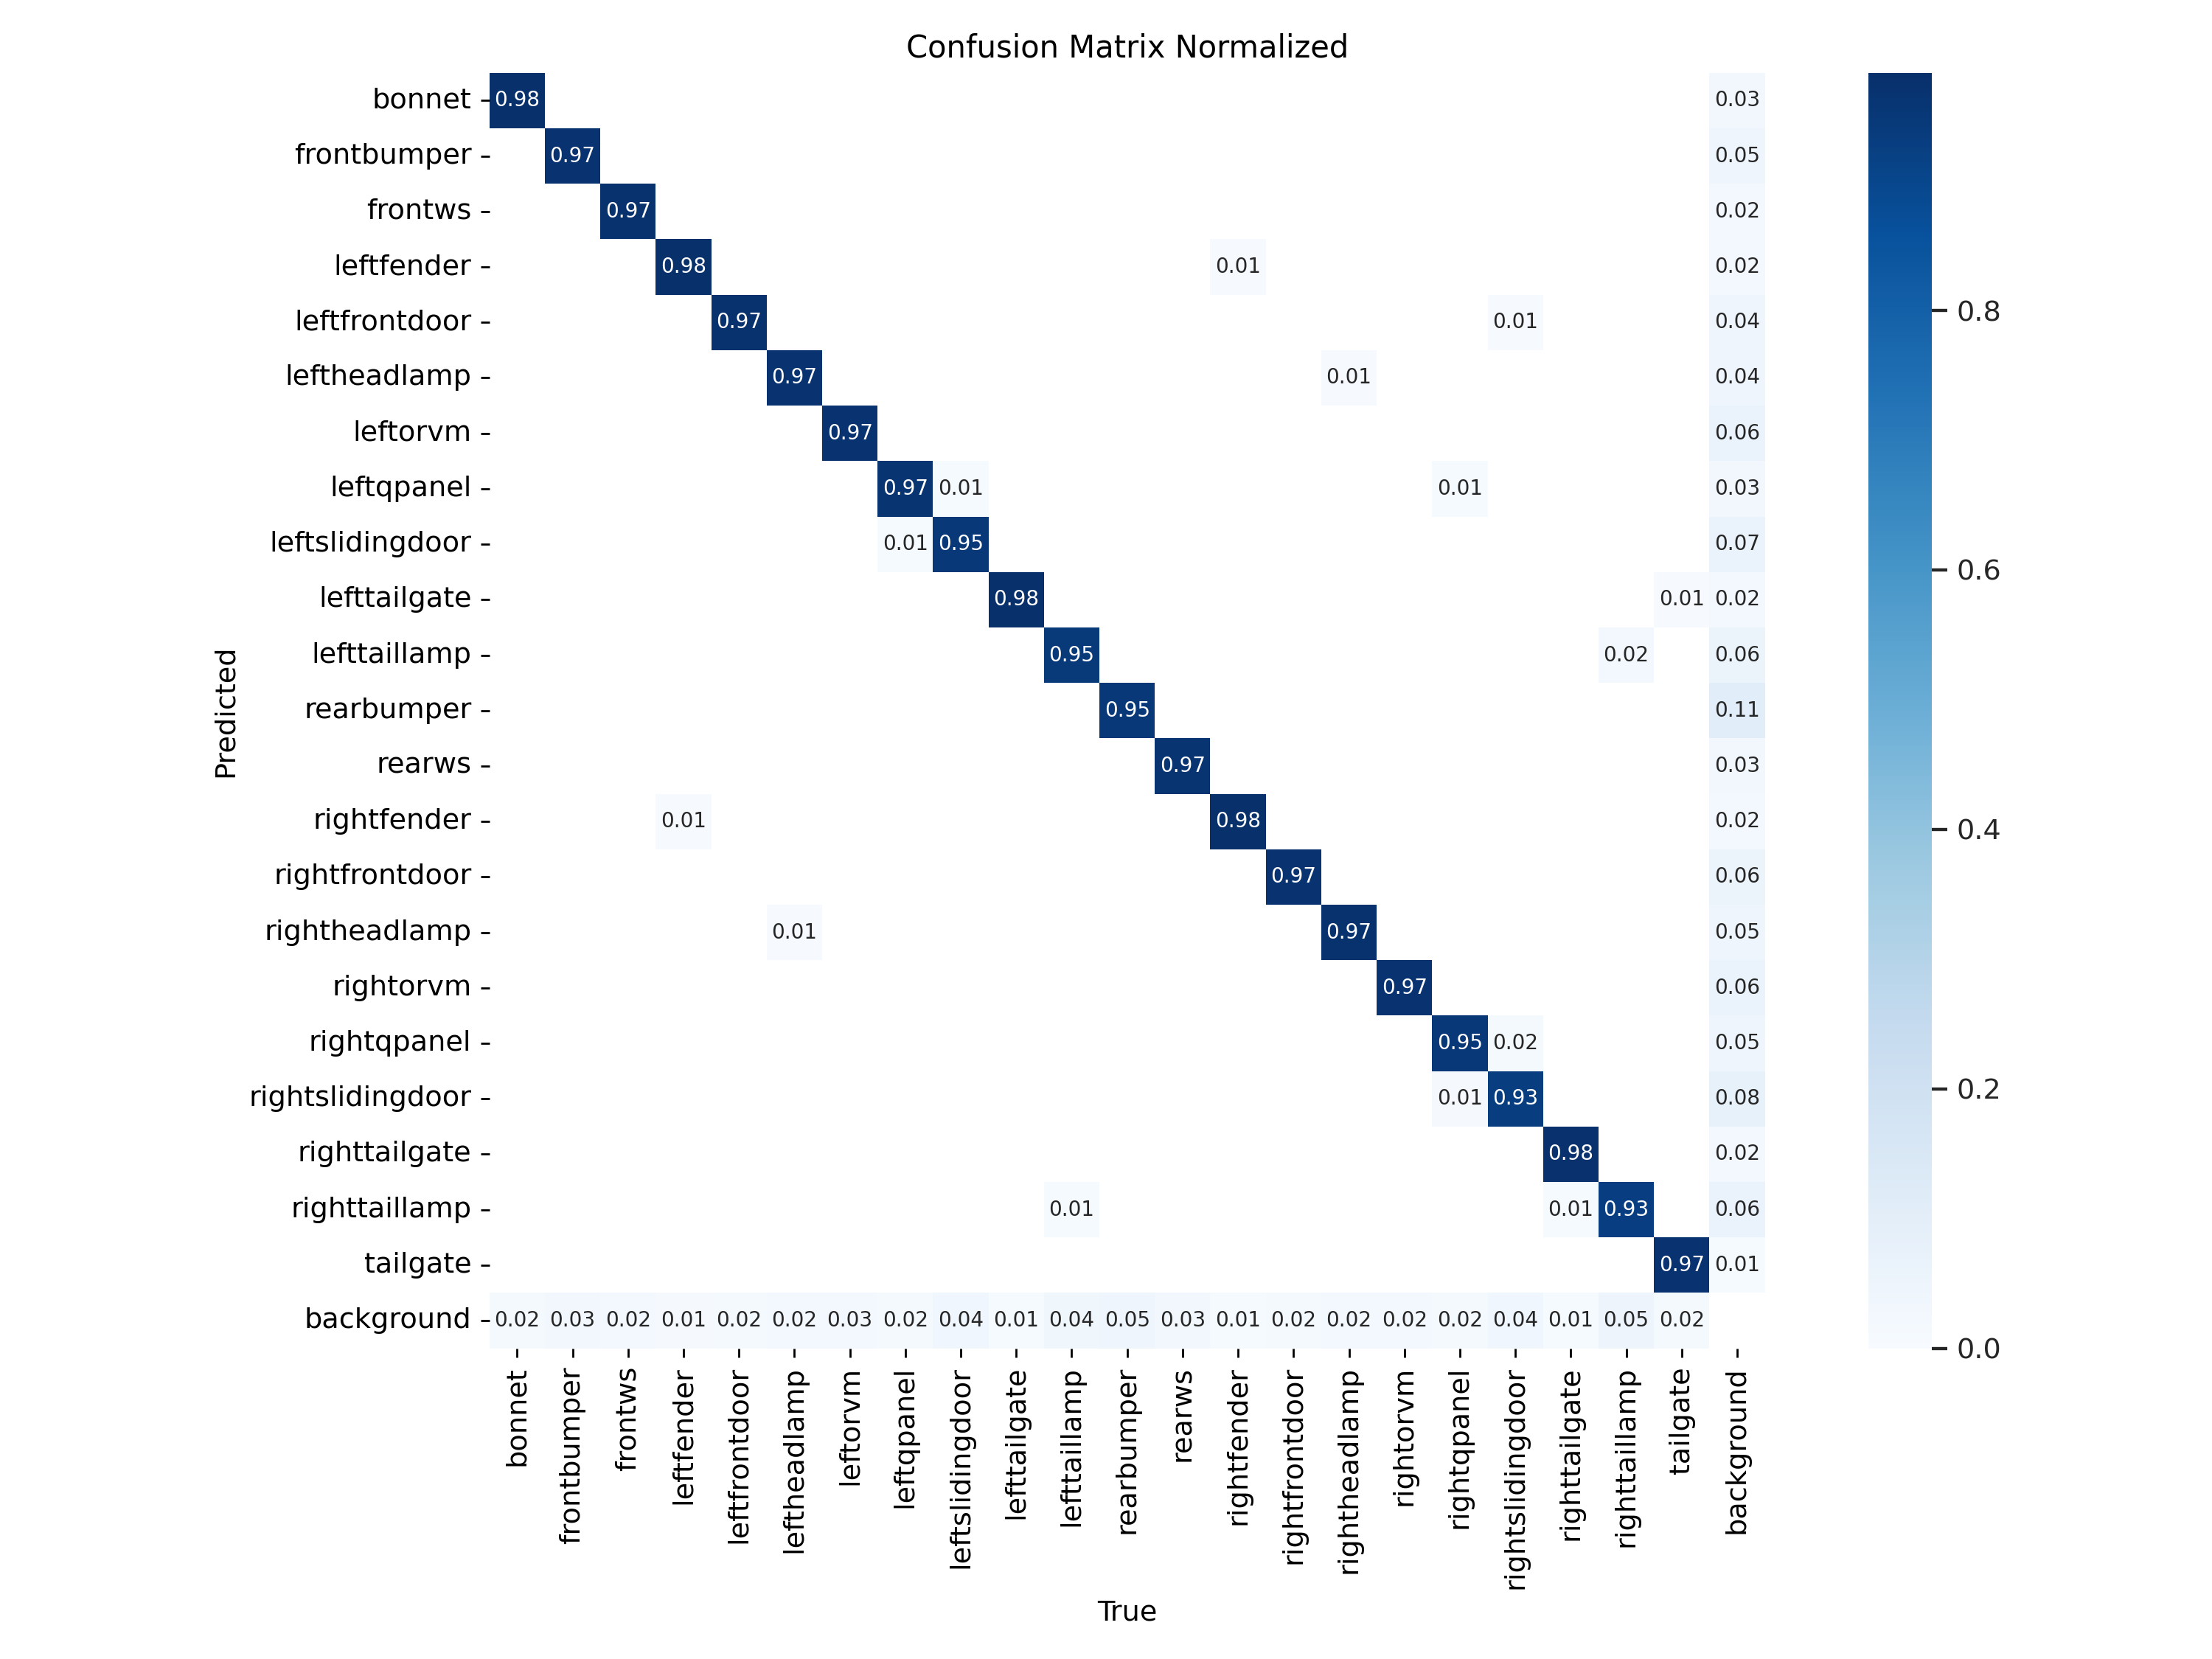 Confusion Matrix Normalized
bonnet 0.98 0.03
frontbumper 0.97 0.05
frontws 0.97 0.02
leftfender 0.98 0.01 0.02
leftfrontdoor 0.97 0.01 0.04
leftheadlamp 0.97 0.01 0.04
leftorvm 0.97 0.06
leftqpanel 0.97 0.01 0.01 0.03
leftslidingdoor 0.01 0.95 0.07
lefttailgate 0.98 0.01 0.02
lefttaillamp 0.95 0.02 0.06
rearbumper 0.95 0.11
rearws 0.97 0.03
rightfender 0.01 0.98 0.02
rightfrontdoor 0.97 0.06
rightheadlamp 0.01 0.97 0.05
rightorvm 0.97 0.06
rightqpanel 0.95 0.02 0.05
rightslidingdoor 0.01 0.93 0.08
righttailgate 0.98 0.02
righttaillamp 0.01 0.01 0.93 0.06
tailgate 0.97 0.01
background 0.02 0.03 0.02 0.01 0.02 0.02 0.03 0.02 0.04 0.01 0.04 0.05 0.03 0.01 0.02 0.02 0.02 0.02 0.04 0.01 0.05 0.02
Predicted
bonnet
frontbumper
frontws
leftfender
leftfrontdoor
leftheadlamp
leftorvm
leftqpanel
leftslidingdoor
lefttailgate
lefttaillamp
rearbumper
rearws
rightfender
rightfrontdoor
rightheadlamp
rightorvm
rightqpanel
rightslidingdoor
righttailgate
righttaillamp
tailgate
background
True
0.8
0.6
0.4
0.2
0.0